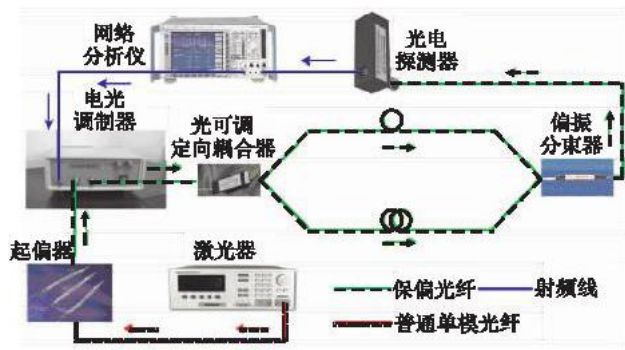 网络
分析仪
光电
探测器
电光
调制器
光可调
定向耦合器
偏振
分束器
起偏器
激光器
保偏光纤
射频线
普通单模光纤